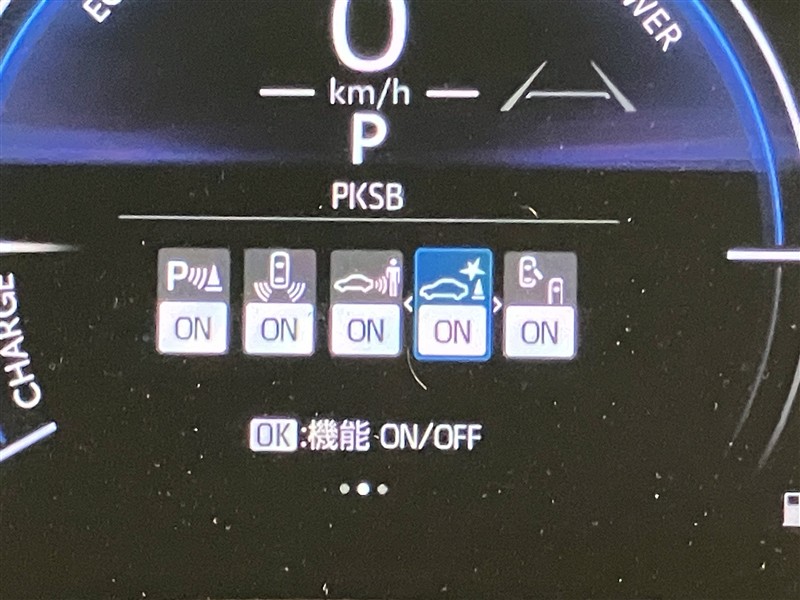 0
km/h
P
PKSB
P
ON ON ON ON ON
OK:機能 ON/OFF
CHARGE